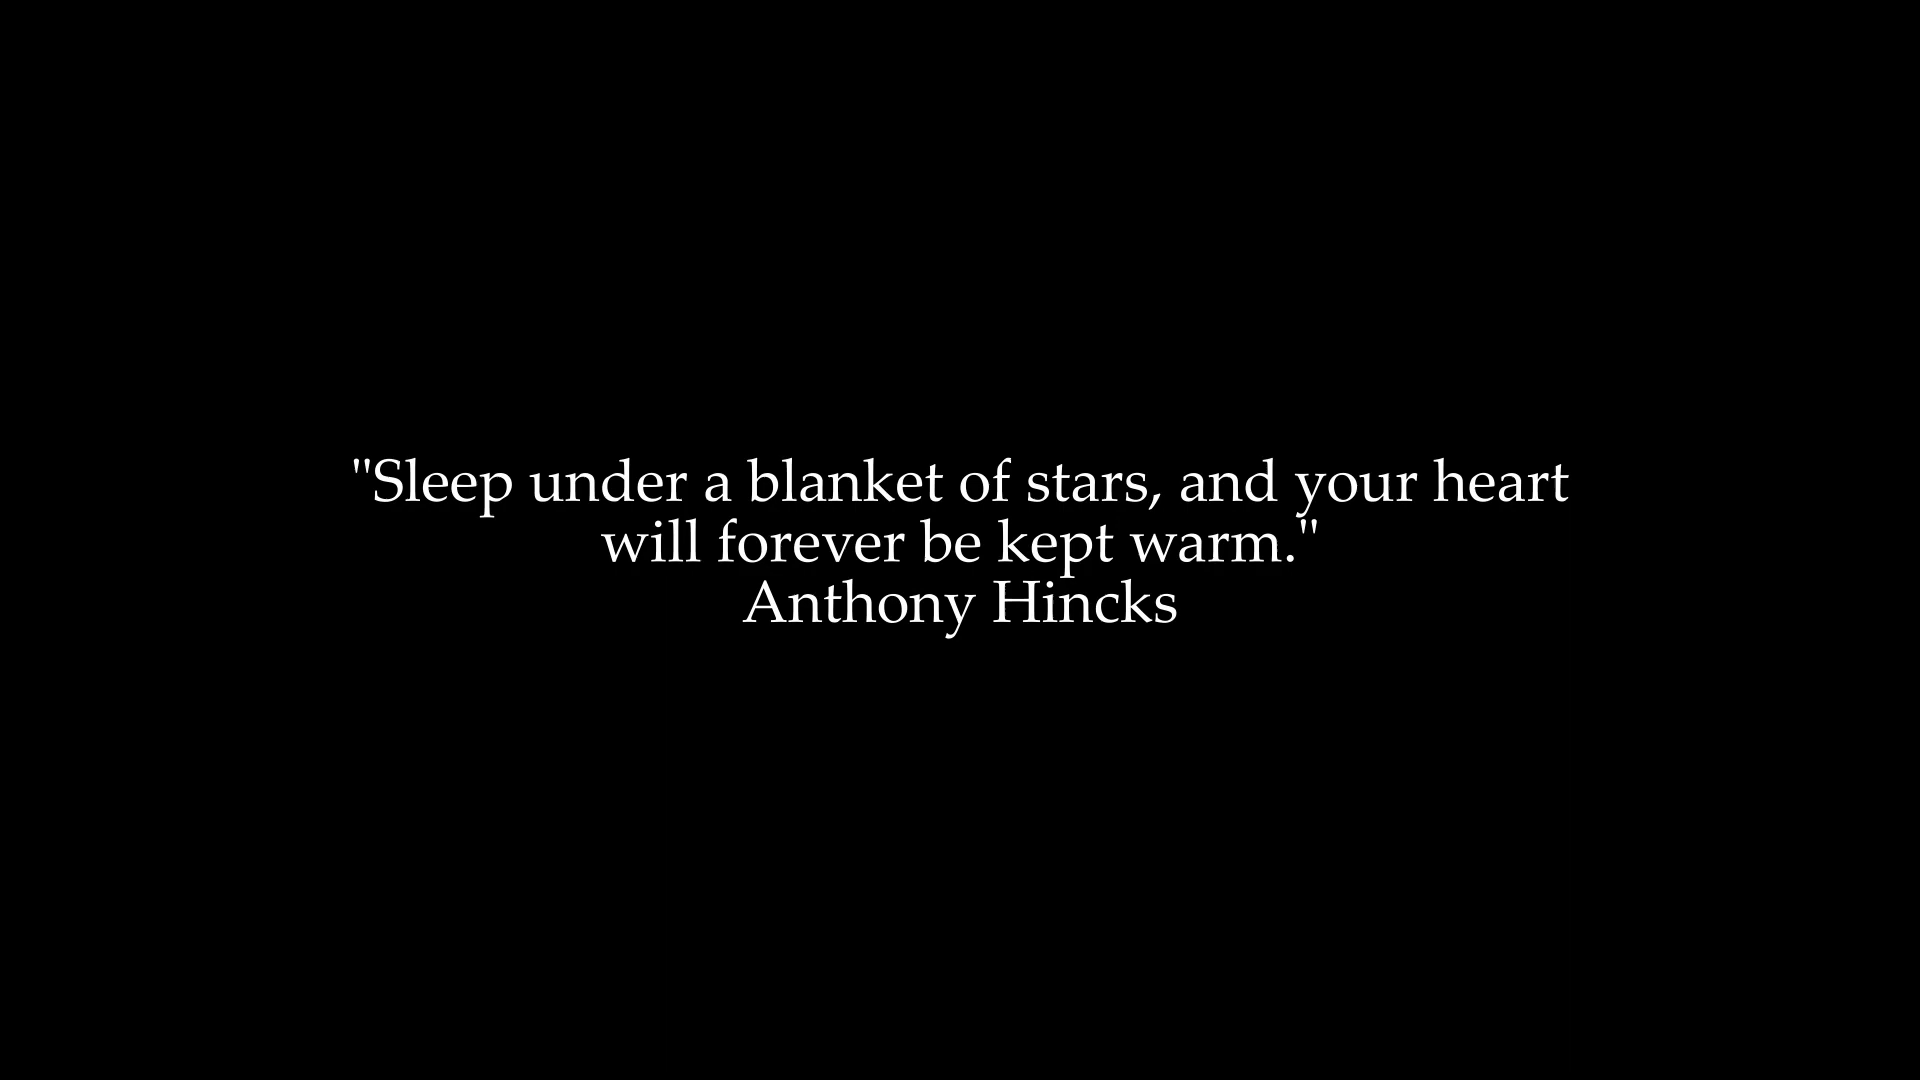 "Sleep under a blanket of stars, and your heart
will forever be kept warm."
Anthony Hincks